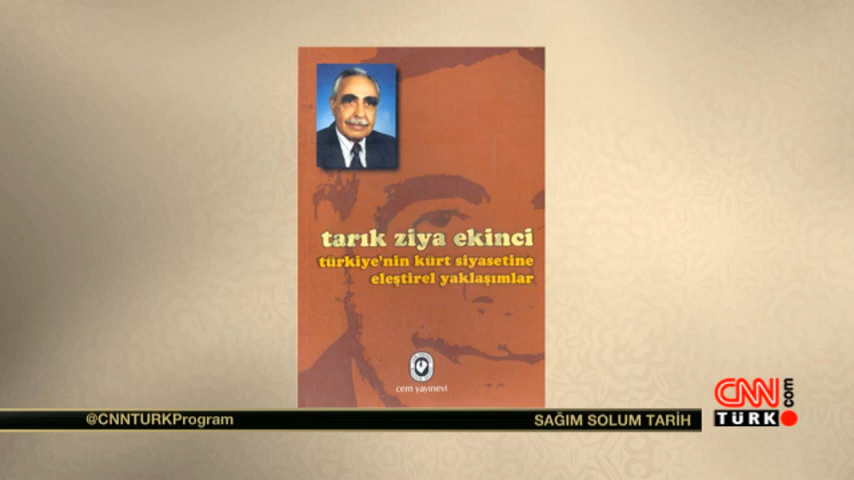 tarık ziya ekinci
türkiye'nin kürt siyasetine
eleştirel yaklaşımlar
cem yayınevi
@CNNTURKProgram
SAĞIM SOLUM TARİH
CNN
TÜRK
.com